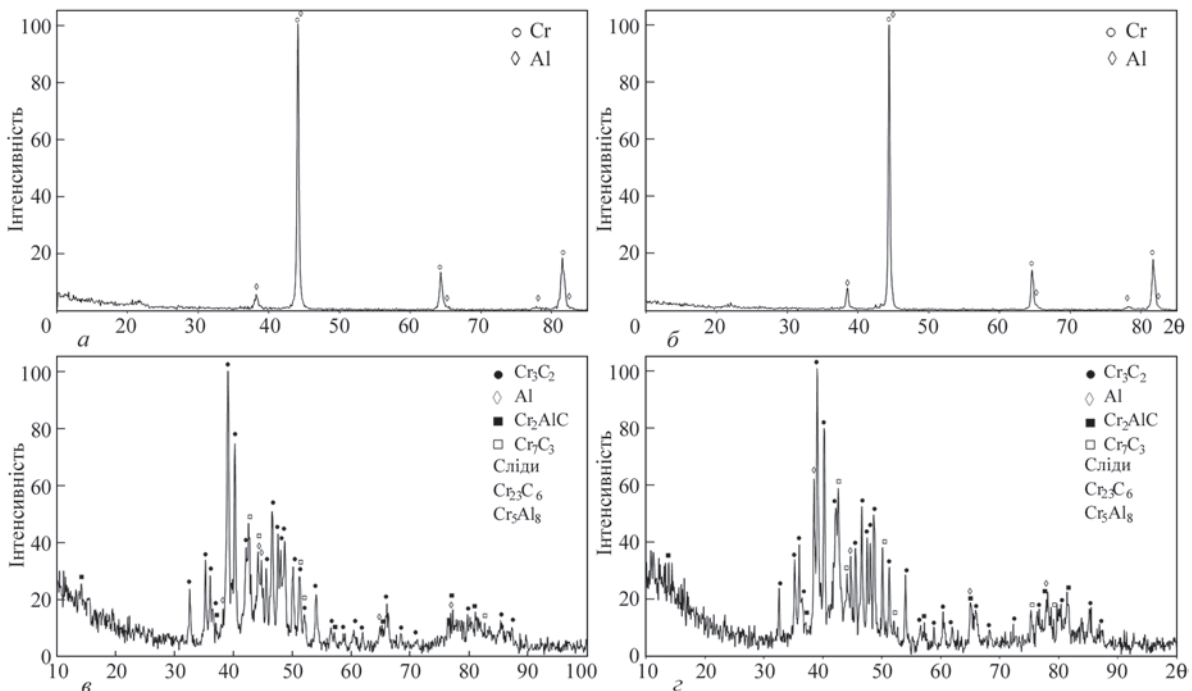 Інтенсивність
100
80
60
40
20
0
Cr
Al
20 30 40 50 60 70 80
а
Інтенсивність
100
80
60
40
20
0
Cr
Al
20 30 40 50 60 70 80 2θ
б
Інтенсивність
100
80
60
40
20
0
Cr₃C₂
Al
Cr₂AlC
Cr₇C₃
Сліди
Cr₂₃C₆
Cr₅Al₈
10 20 30 40 50 60 70 80 90 100
в
Інтенсивність
100
80
60
40
20
0
Cr₃C₂
Al
Cr₂AlC
Cr₇C₃
Сліди
Cr₂₃C₆
Cr₅Al₈
10 20 30 40 50 60 70 80 90 2θ
г